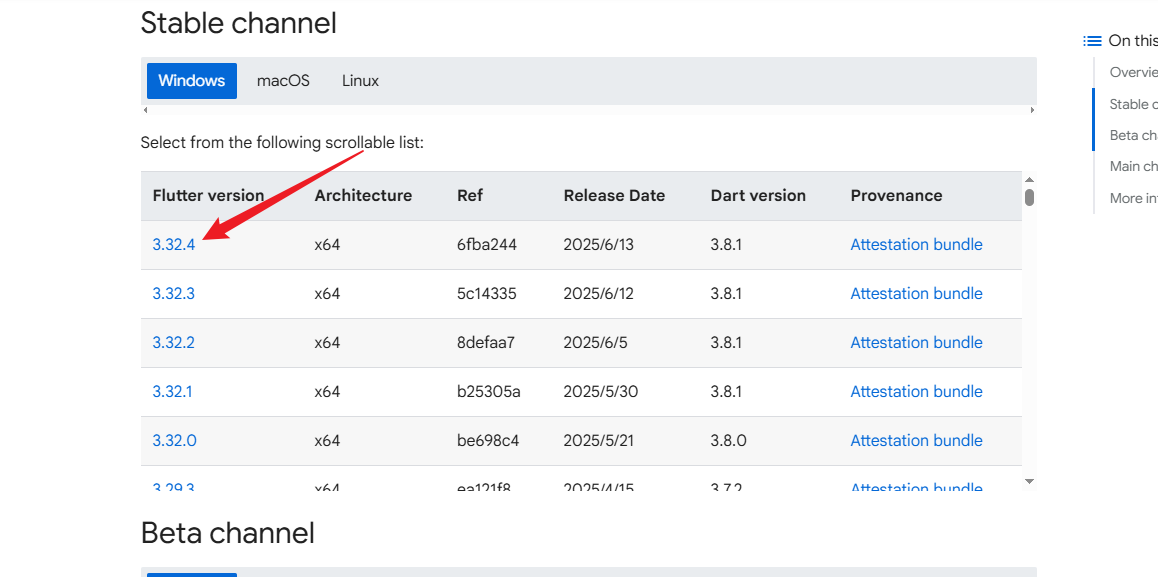 Stable channel
Windows macOS Linux
Select from the following scrollable list:
Flutter version Architecture Ref Release Date Dart version Provenance
3.32.4 x64 6fba244 2025/6/13 3.8.1 Attestation bundle
3.32.3 x64 5c14335 2025/6/12 3.8.1 Attestation bundle
3.32.2 x64 8defaa7 2025/6/5 3.8.1 Attestation bundle
3.32.1 x64 b25305a 2025/5/30 3.8.1 Attestation bundle
3.32.0 x64 be698c4 2025/5/21 3.8.0 Attestation bundle
3.29.3 x64 ea121f8 2025/4/15 3.7.2 Attestation bundle
Beta channel
On this
Overvie
Stable c
Beta ch
Main ch
More in